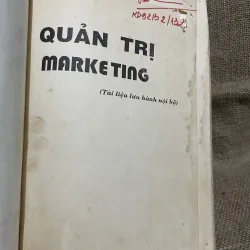 QUẢN TRỊ
MARKETING
(Tài liệu lưu hành nội bộ)